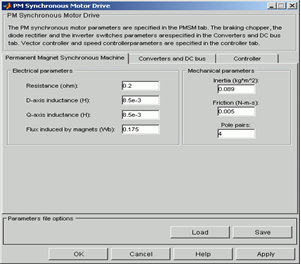 PM Synchronous Motor Drive
PM Synchronous Motor Drive
The PM synchronous motor parameters are specified in the PMSM tab. The braking chopper, the
diode rectifier and the inverter switches parameters arespecified in the Converters and DC bus
tab. Vector controller and speed controllerparameters are specified in the controller tab.
Permanent Magnet Synchronous Machine
Converters and DC bus
Controller
Electrical parameters
Resistance (ohm):
0.2
D-axis inductance (H):
8.5e-3
Q-axis inductance (H):
8.5e-3
Flux induced by magnets (Wb):
0.175
Mechanical parameters
Inertia (kg*m^2):
0.089
Friction (N-m-s):
0.005
Pole pairs:
4
Parameters file options
Load
Save
OK
Cancel
Help
Apply